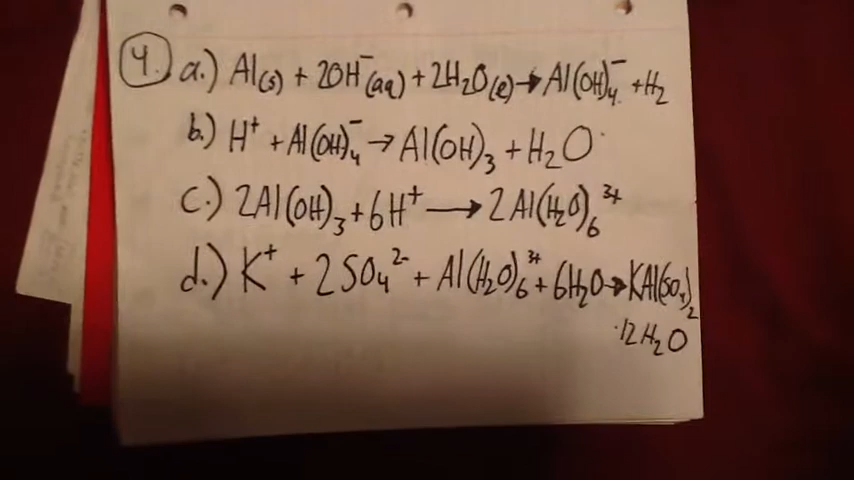 4. a.) Al(s) + 2OH⁻(aq) + 2H₂O(l) → Al(OH)₄⁻ + H₂
b.) H⁺ + Al(OH)₄⁻ → Al(OH)₃ + H₂O
c.) 2Al(OH)₃ + 6H⁺ → 2Al(H₂O)₆³⁺
d.) K⁺ + 2SO₄²⁻ + Al(H₂O)₆³⁺ + 6H₂O → KAl(SO₄)₂
·12H₂O